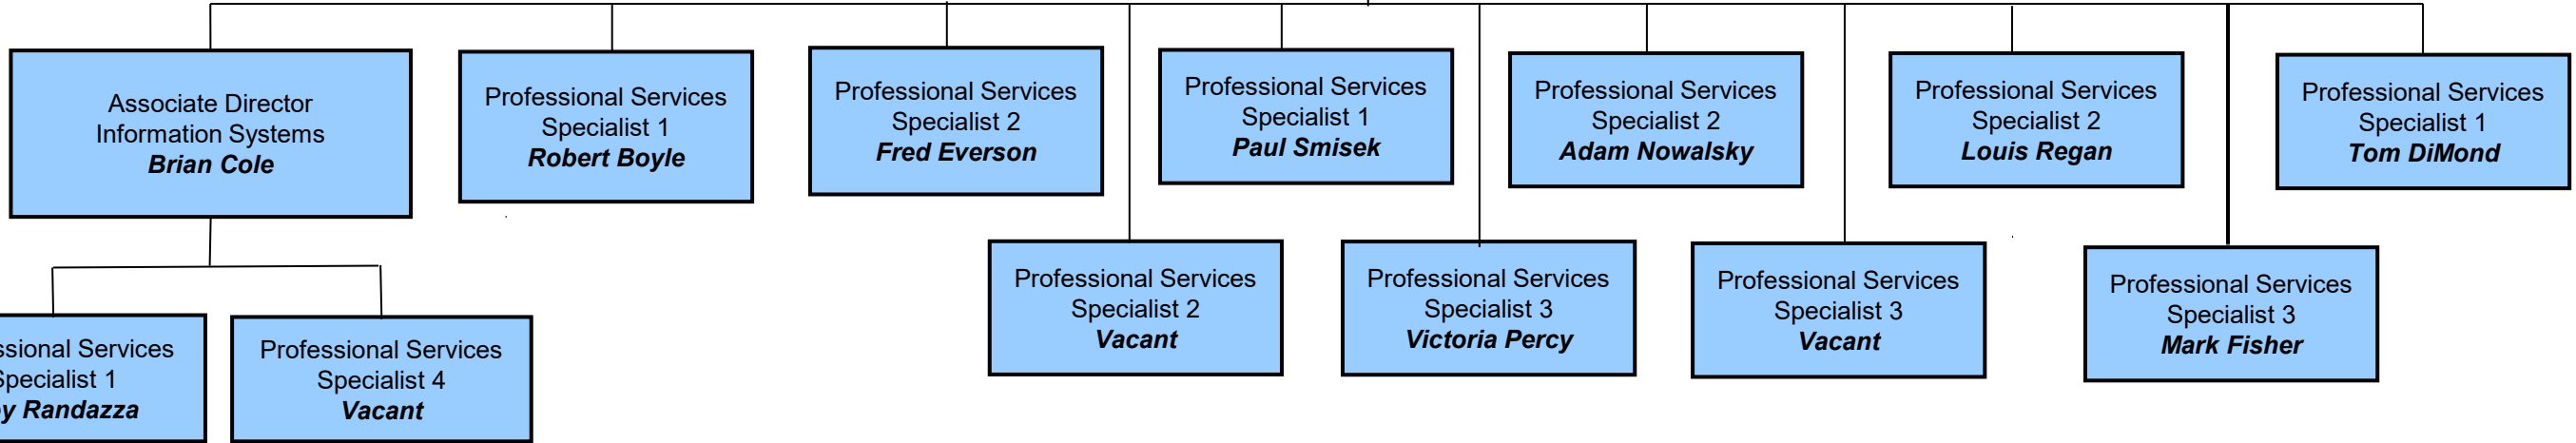 Associate Director
Information Systems
Brian Cole
Professional Services
Specialist 1
Robert Boyle
Professional Services
Specialist 2
Fred Everson
Professional Services
Specialist 1
Paul Smisek
Professional Services
Specialist 2
Adam Nowalsky
Professional Services
Specialist 2
Louis Regan
Professional Services
Specialist 1
Tom DiMond
Professional Services
Specialist 2
Vacant
Professional Services
Specialist 3
Victoria Percy
Professional Services
Specialist 3
Vacant
Professional Services
Specialist 3
Mark Fisher
Services
Specialist 1
Randazza
Professional Services
Specialist 4
Vacant